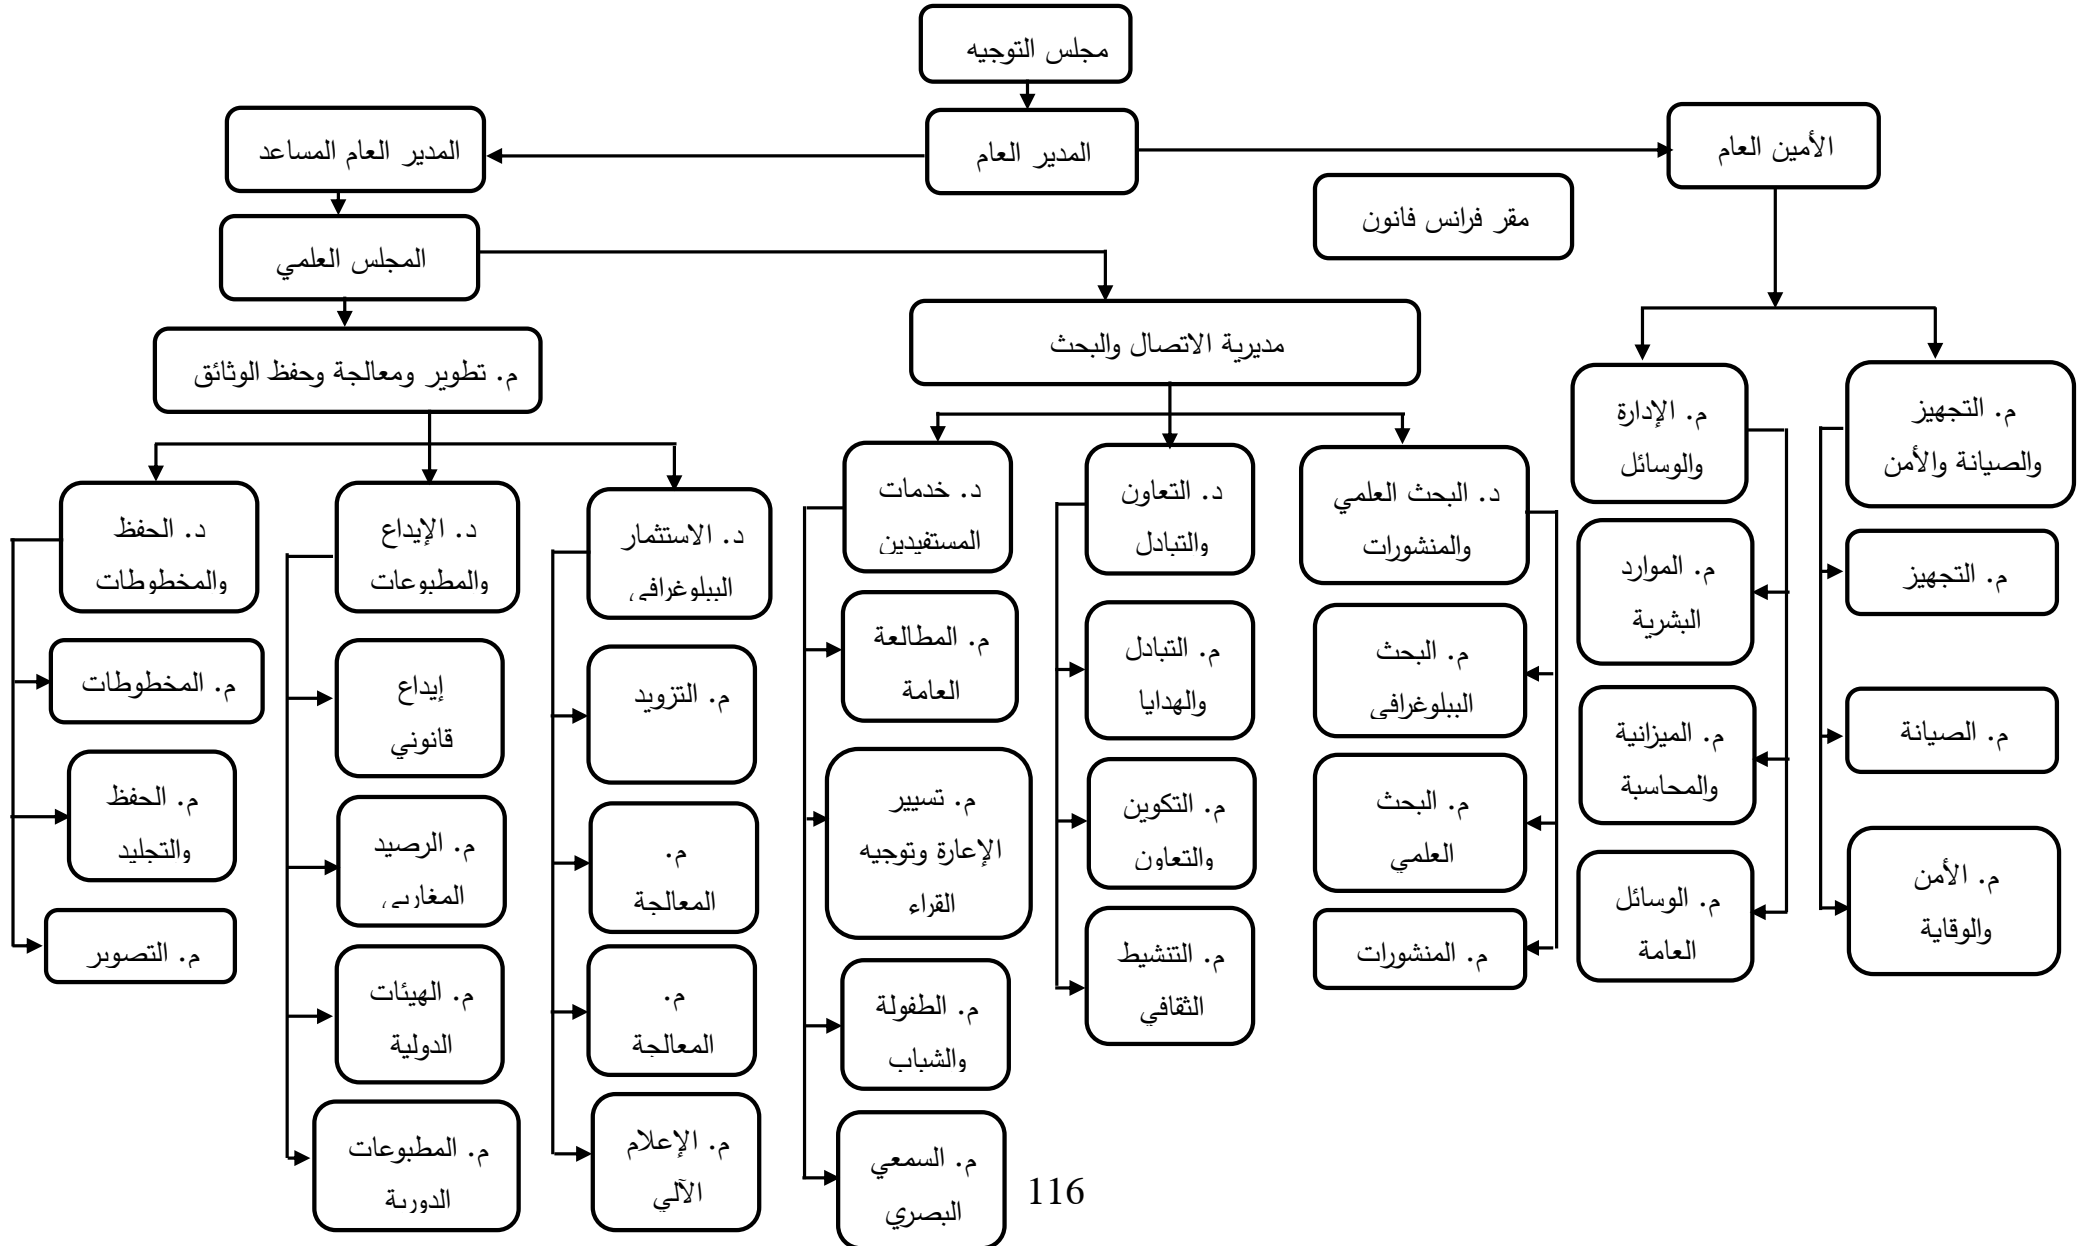 مجلس التوجيه
الأمين العام
المدير العام
المدير العام المساعد
مقر فرانس فانون
المجلس العلمي
مديرية الاتصال والبحث
م. تطوير ومعالجة وحفظ الوثائق
م. التجهيز
والصيانة والأمن
م. الإدارة
والوسائل
د. البحث العلمي
والمنشورات
د. التعاون
والتبادل
د. خدمات
المستفيدين
د. الاستثمار
الببلوغرافي
د. الإيداع
والمطبوعات
د. الحفظ
والمخطوطات
م. التجهيز
م. الصيانة
م. الأمن
والوقاية
م. الموارد
البشرية
م. الميزانية
والمحاسبة
م. الوسائل
العامة
م. البحث
الببلوغرافي
م. البحث
العلمي
م. المنشورات
م. التبادل
والهدايا
م. التكوين
والتعاون
م. التنشيط
الثقافي
م. المطالعة
العامة
م. تسيير
الإعارة وتوجيه
القراء
م. الطفولة
والشباب
م. السمعي
البصري
م. التزويد
م.
المعالجة
م.
المعالجة
م. الإعلام
الآلي
إيداع
قانوني
م. الرصيد
المغاربي
م. الهيئات
الدولية
م. المطبوعات
الدورية
م. المخطوطات
م. الحفظ
والتجليد
م. التصوير
116